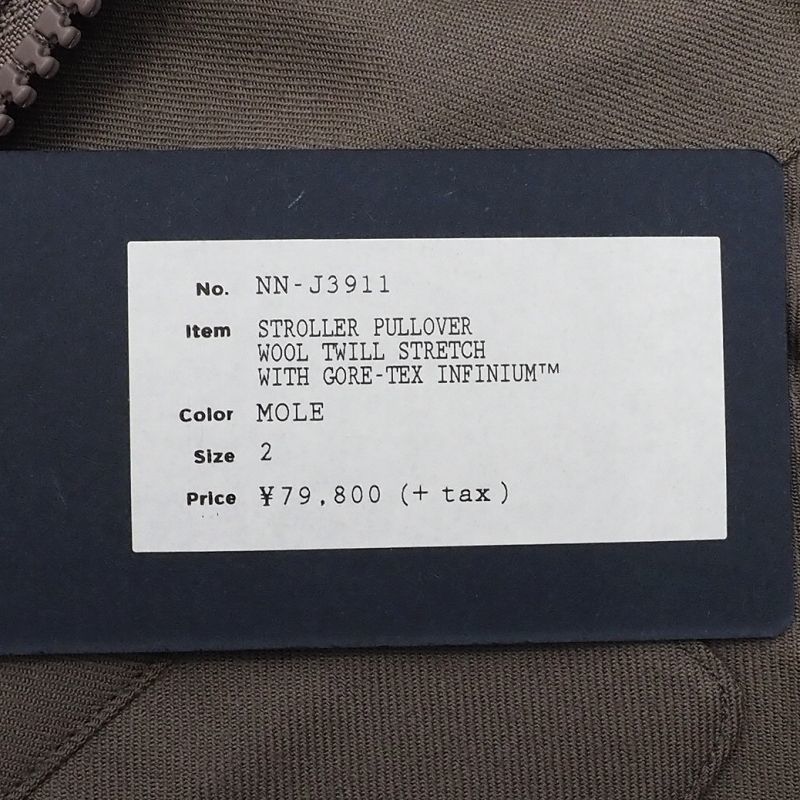 No. NN-J3911
Item STROLLER PULLOVER
WOOL TWILL STRETCH
WITH GORE-TEX INFINIUM™
Color MOLE
Size 2
Price ¥79,800 (+ tax)